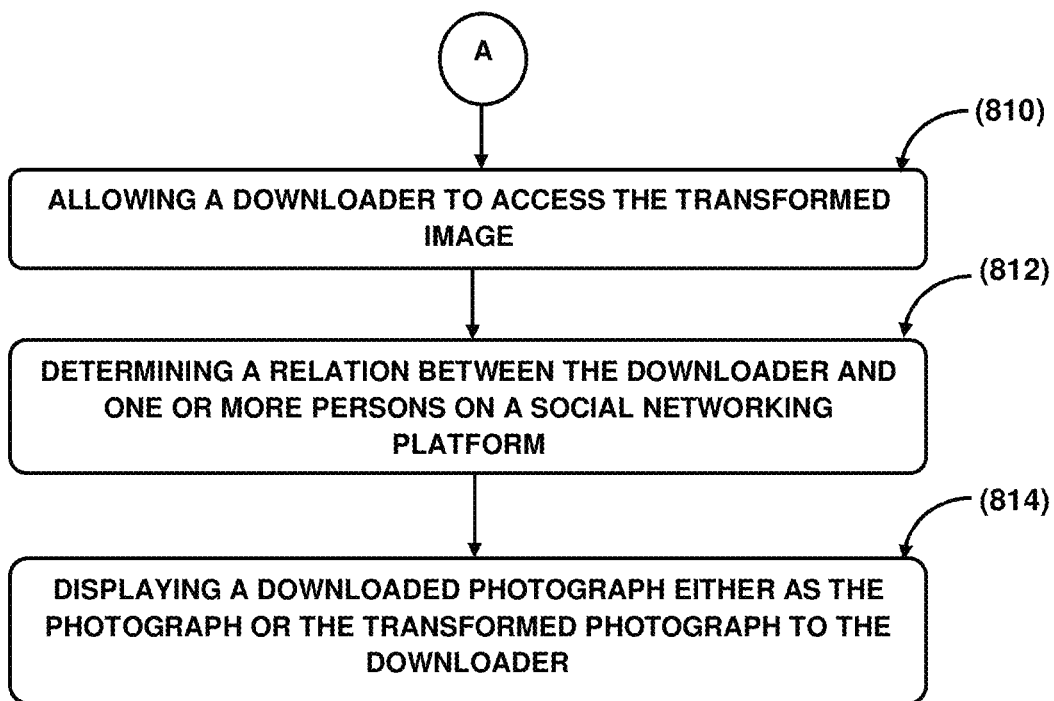 A
(810)
ALLOWING A DOWNLOADER TO ACCESS THE TRANSFORMED
IMAGE
(812)
DETERMINING A RELATION BETWEEN THE DOWNLOADER AND
ONE OR MORE PERSONS ON A SOCIAL NETWORKING
PLATFORM
(814)
DISPLAYING A DOWNLOADED PHOTOGRAPH EITHER AS THE
PHOTOGRAPH OR THE TRANSFORMED PHOTOGRAPH TO THE
DOWNLOADER